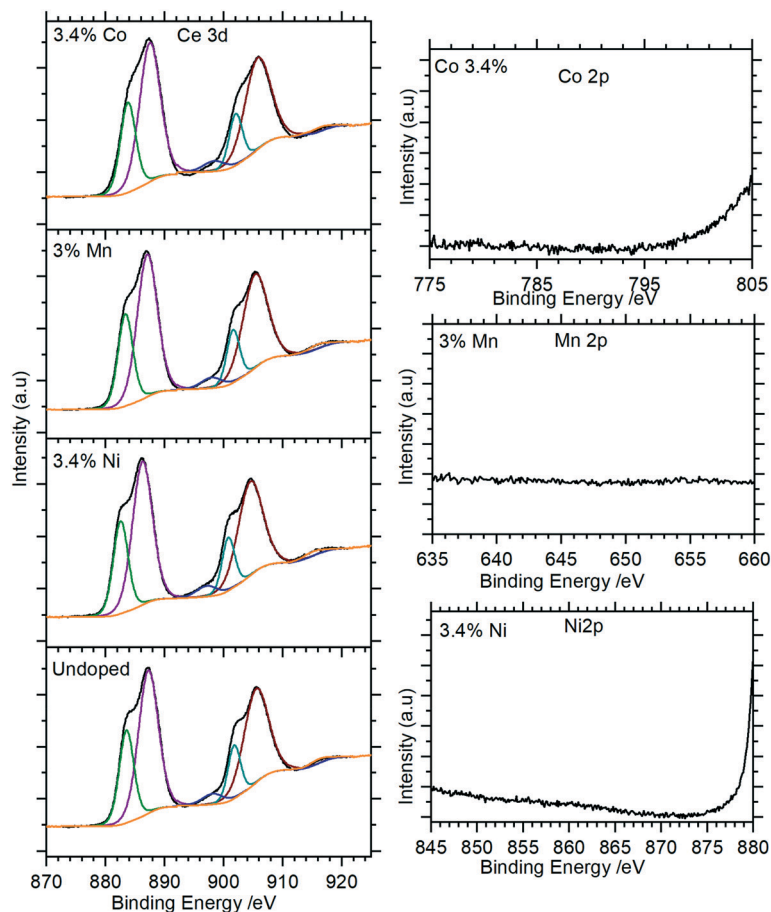 3.4% Co
Ce 3d
3% Mn
3.4% Ni
Undoped
Intensity (a.u)
870 880 890 900 910 920
Binding Energy /eV
Co 3.4%
Co 2p
Intensity (a.u)
775 785 795 805
Binding Energy /eV
3% Mn
Mn 2p
Intensity (a.u)
635 640 645 650 655 660
Binding Energy /eV
3.4% Ni
Ni2p
Intensity (a.u)
845 850 855 860 865 870 875 880
Binding Energy /eV